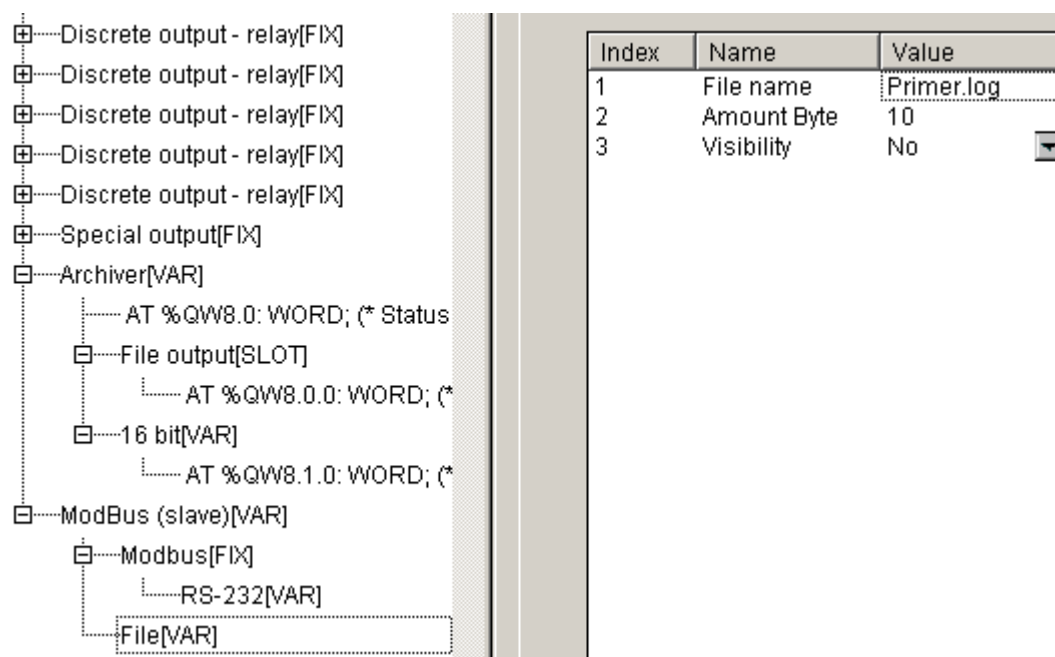 Discrete output - relay[FIX]
Discrete output - relay[FIX]
Discrete output - relay[FIX]
Discrete output - relay[FIX]
Discrete output - relay[FIX]
Special output[FIX]
Archiver[VAR]
AT %QW8.0: WORD; (* Status
File output[SLOT]
AT %QW8.0.0: WORD; (*
16 bit[VAR]
AT %QW8.1.0: WORD; (*
ModBus (slave)[VAR]
Modbus[FIX]
RS-232[VAR]
File[VAR]
Index Name Value
1 File name Primer.log
2 Amount Byte 10
3 Visibility No